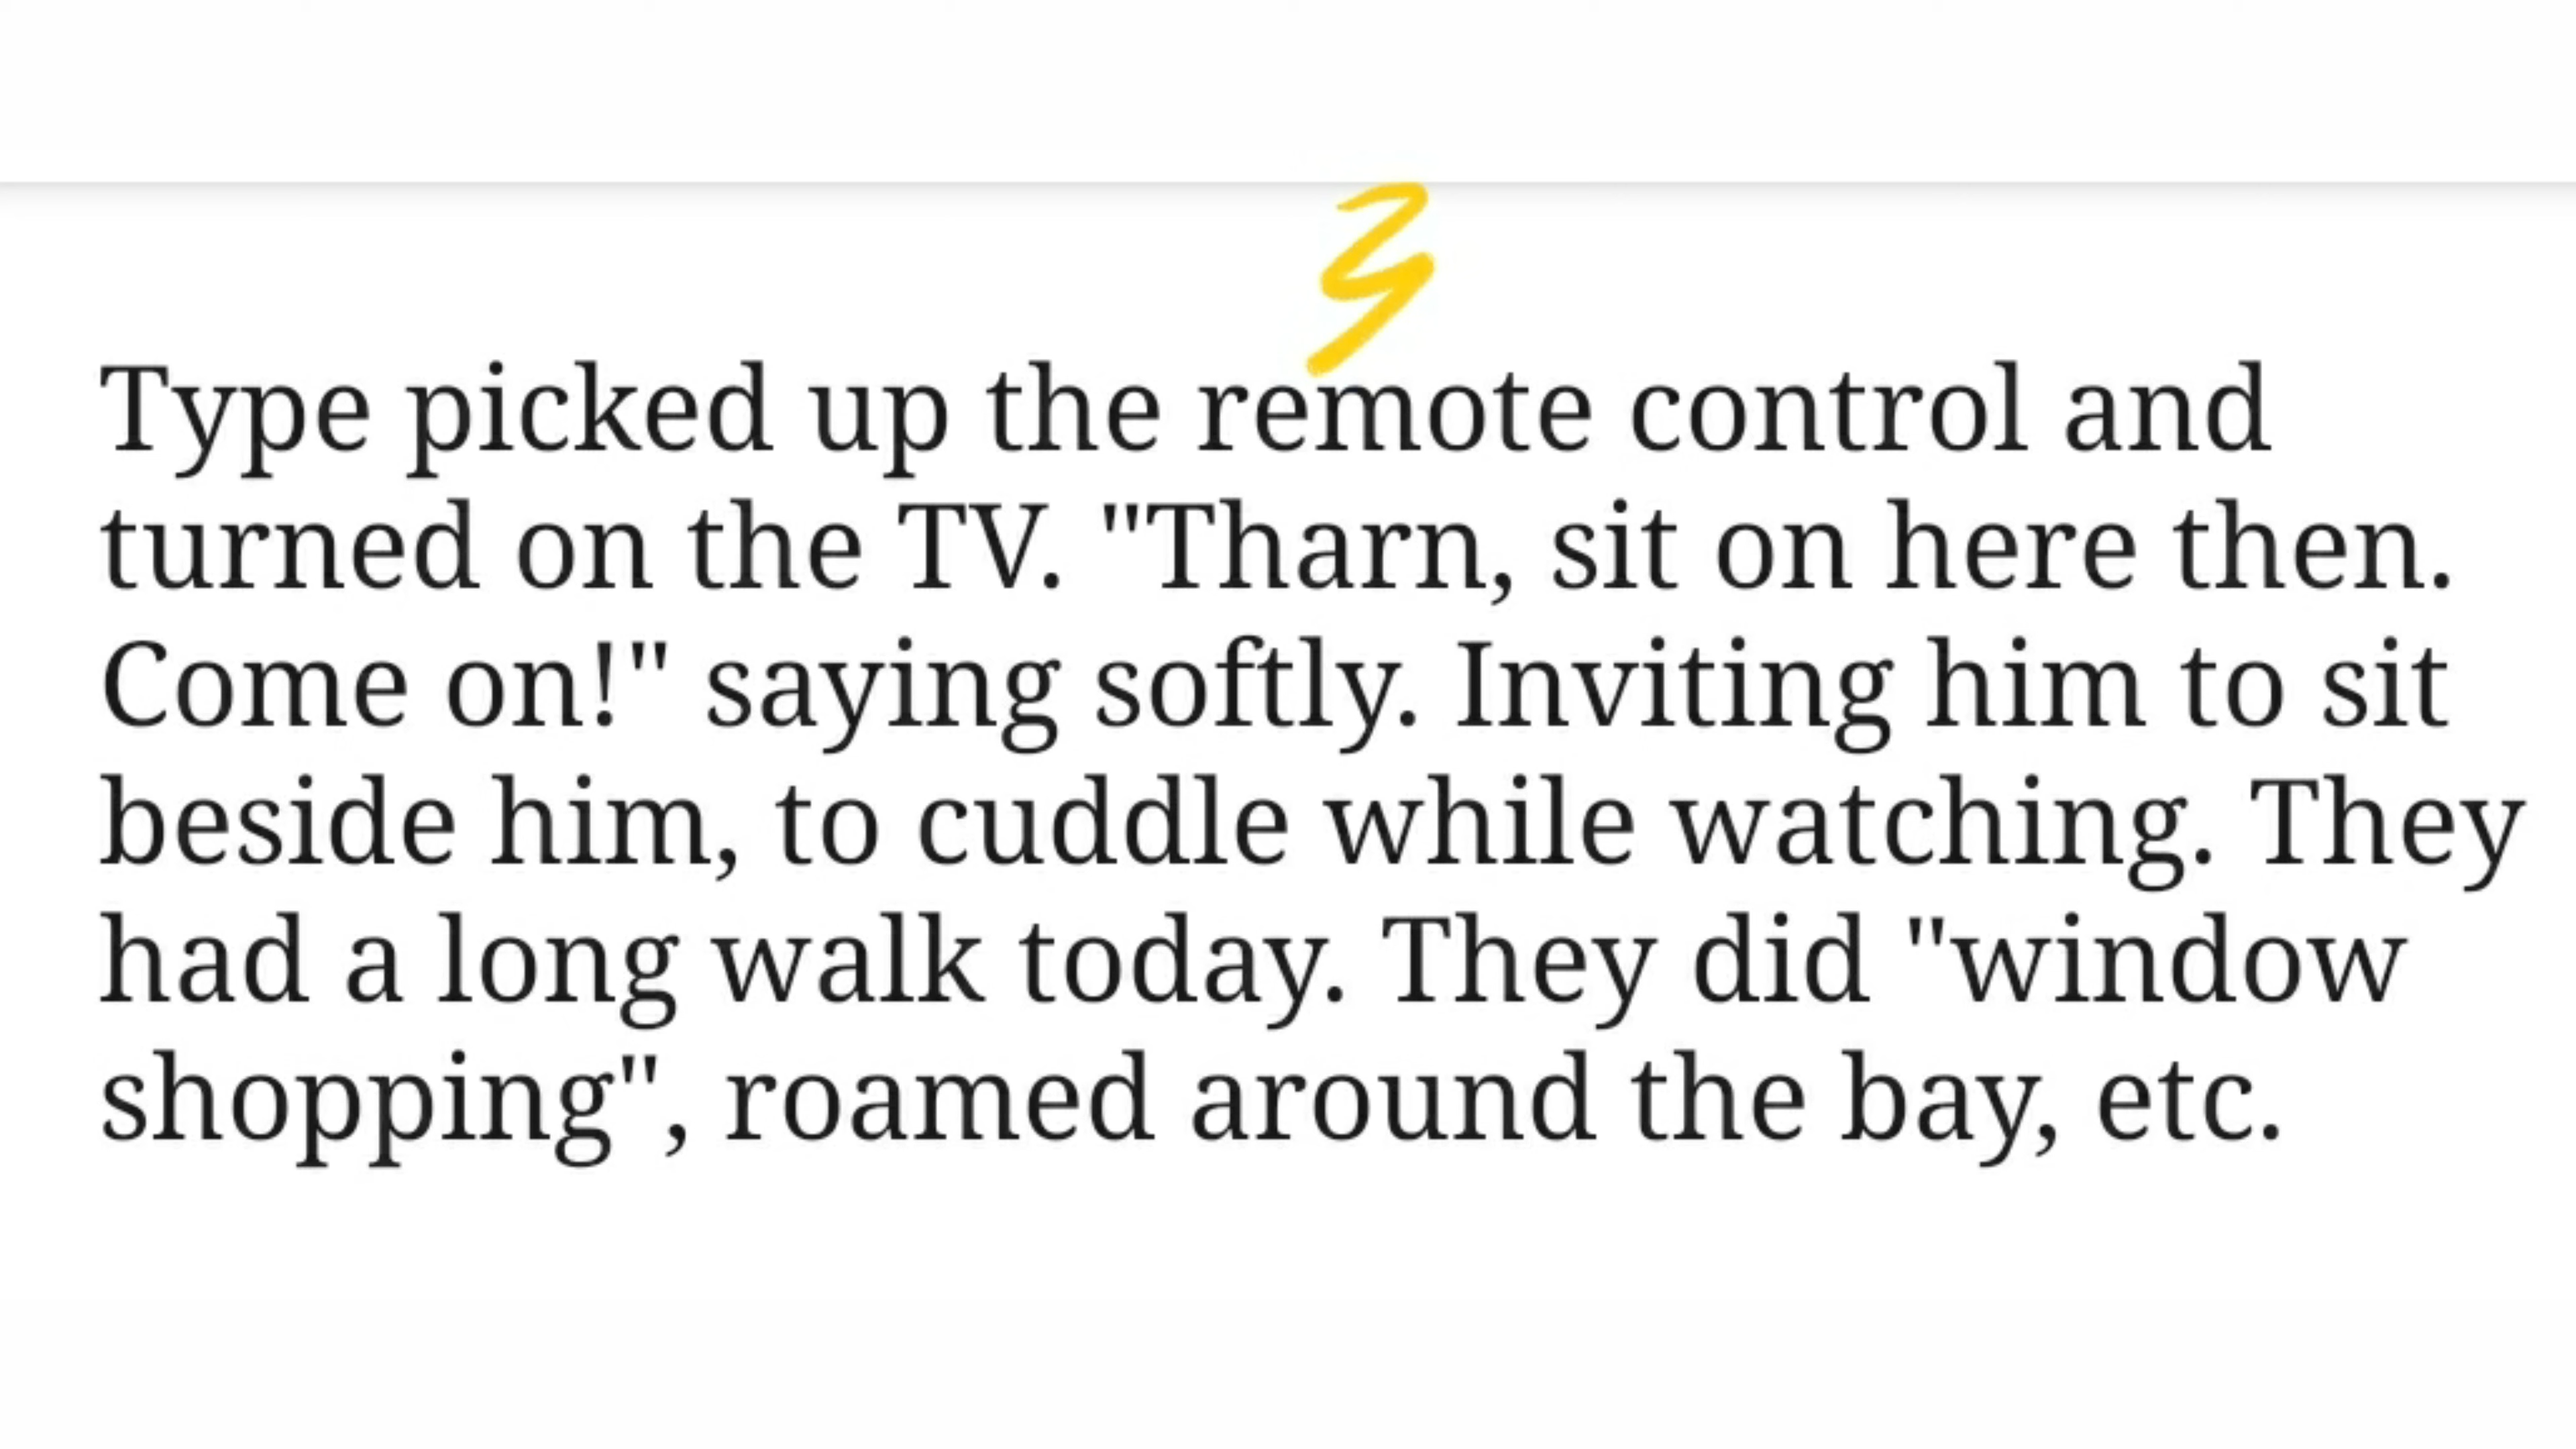 3
Type picked up the remote control and
turned on the TV. "Tharn, sit on here then.
Come on!" saying softly. Inviting him to sit
beside him, to cuddle while watching. They
had a long walk today. They did "window
shopping", roamed around the bay, etc.